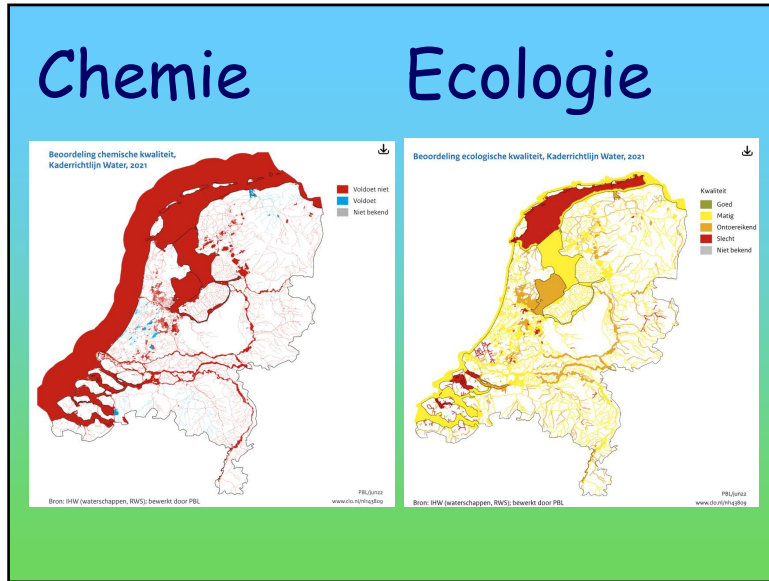 Chemie
Ecologie
Beoordeling chemische kwaliteit,
Kaderrichtlijn Water, 2021
Voldoet niet
Voldoet
Niet bekend
PBL/jun22
www.clo.nl/nl143809
Bron: IHW (waterschappen, RWS); bewerkt door PBL
Beoordeling ecologische kwaliteit, Kaderrichtlijn Water, 2021
Kwaliteit
Goed
Matig
Ontoereikend
Slecht
Niet bekend
PBL/jun22
www.clo.nl/nl143809
Bron: IHW (waterschappen, RWS); bewerkt door PBL